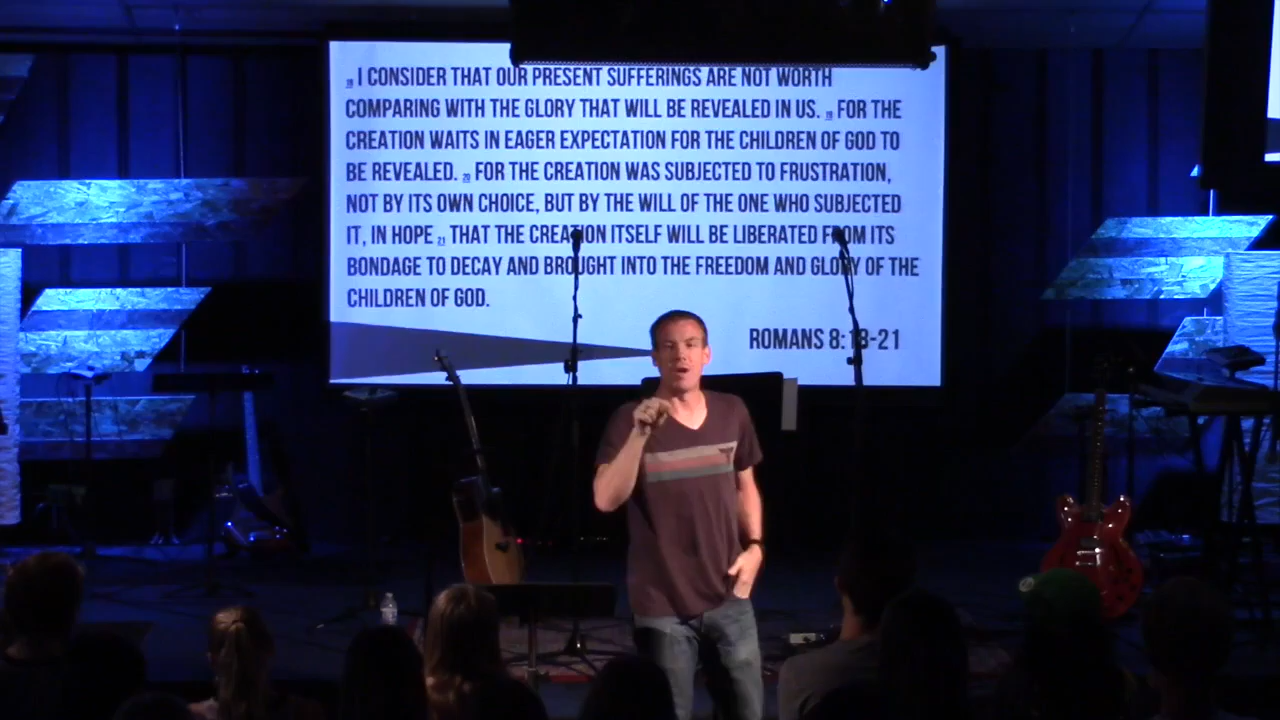 18 I CONSIDER THAT OUR PRESENT SUFFERINGS ARE NOT WORTH
COMPARING WITH THE GLORY THAT WILL BE REVEALED IN US. 19 FOR THE
CREATION WAITS IN EAGER EXPECTATION FOR THE CHILDREN OF GOD TO
BE REVEALED. 20 FOR THE CREATION WAS SUBJECTED TO FRUSTRATION,
NOT BY ITS OWN CHOICE, BUT BY THE WILL OF THE ONE WHO SUBJECTED
IT, IN HOPE 21 THAT THE CREATION ITSELF WILL BE LIBERATED FROM ITS
BONDAGE TO DECAY AND BROUGHT INTO THE FREEDOM AND GLORY OF THE
CHILDREN OF GOD.
ROMANS 8:18-21